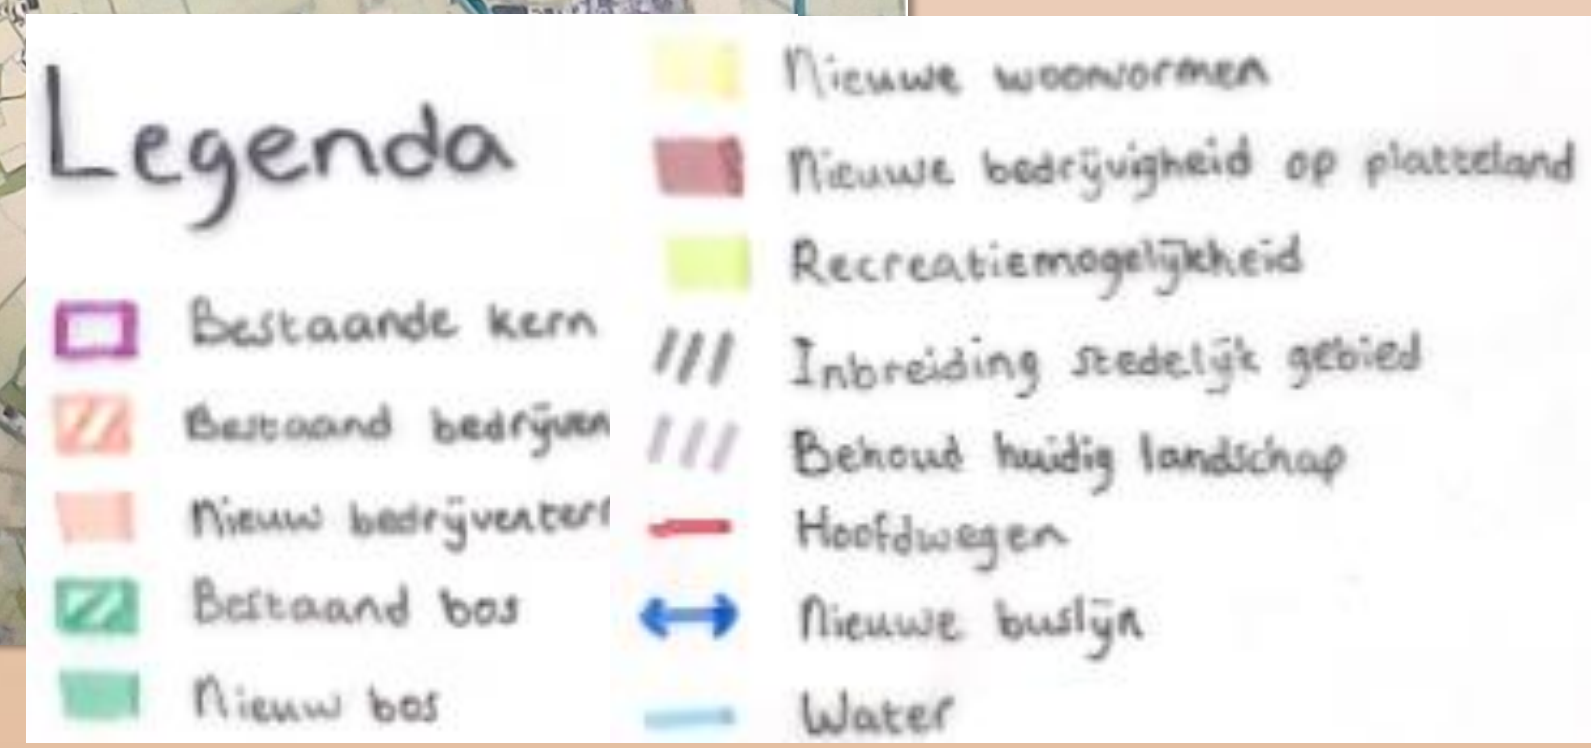 Legenda
Bestaande kern
Bestaand bedrijven
Nieuw bedrijventerr
Bestaand bos
Nieuw bos
Nieuwe woonvormen
Nieuwe bedrijvigheid op platteland
Recreatiemogelijkheid
Inbreiding stedelijk gebied
Behoud huidig landschap
Hoofdwegen
Nieuwe buslijn
Water